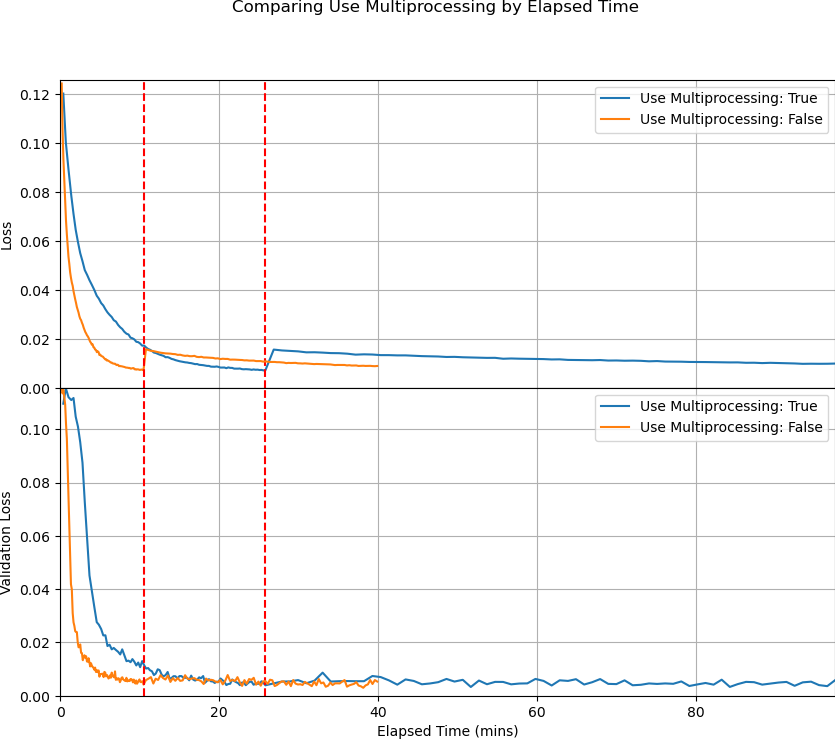 Comparing Use Multiprocessing by Elapsed Time
0.12
0.10
0.08
0.06
0.04
0.02
0.00
Loss
Use Multiprocessing: True
Use Multiprocessing: False
0.10
0.08
0.06
0.04
0.02
0.00
Validation Loss
Use Multiprocessing: True
Use Multiprocessing: False
0
20
40
60
80
Elapsed Time (mins)